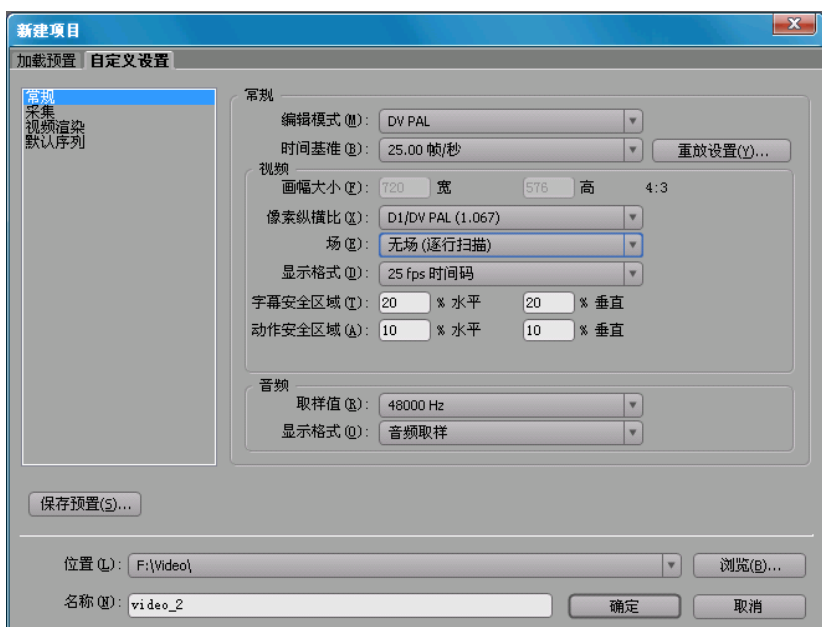 新建项目
加载预置 自定义设置
常规
采集
视频渲染
默认序列
常规
编辑模式(M): DV PAL
时间基准(B): 25.00 帧/秒 重放设置(Y)...
视频
画幅大小(F): 720 宽 576 高 4:3
像素纵横比(X): D1/DV PAL (1.067)
场(E): 无场(逐行扫描)
显示格式(D): 25 fps 时间码
字幕安全区域(T): 20 % 水平 20 % 垂直
动作安全区域(A): 10 % 水平 10 % 垂直
音频
取样值(R): 48000 Hz
显示格式(O): 音频取样
保存预置(S)...
位置(L): F:\Video\ 浏览(B)...
名称(N): video_2 确定 取消